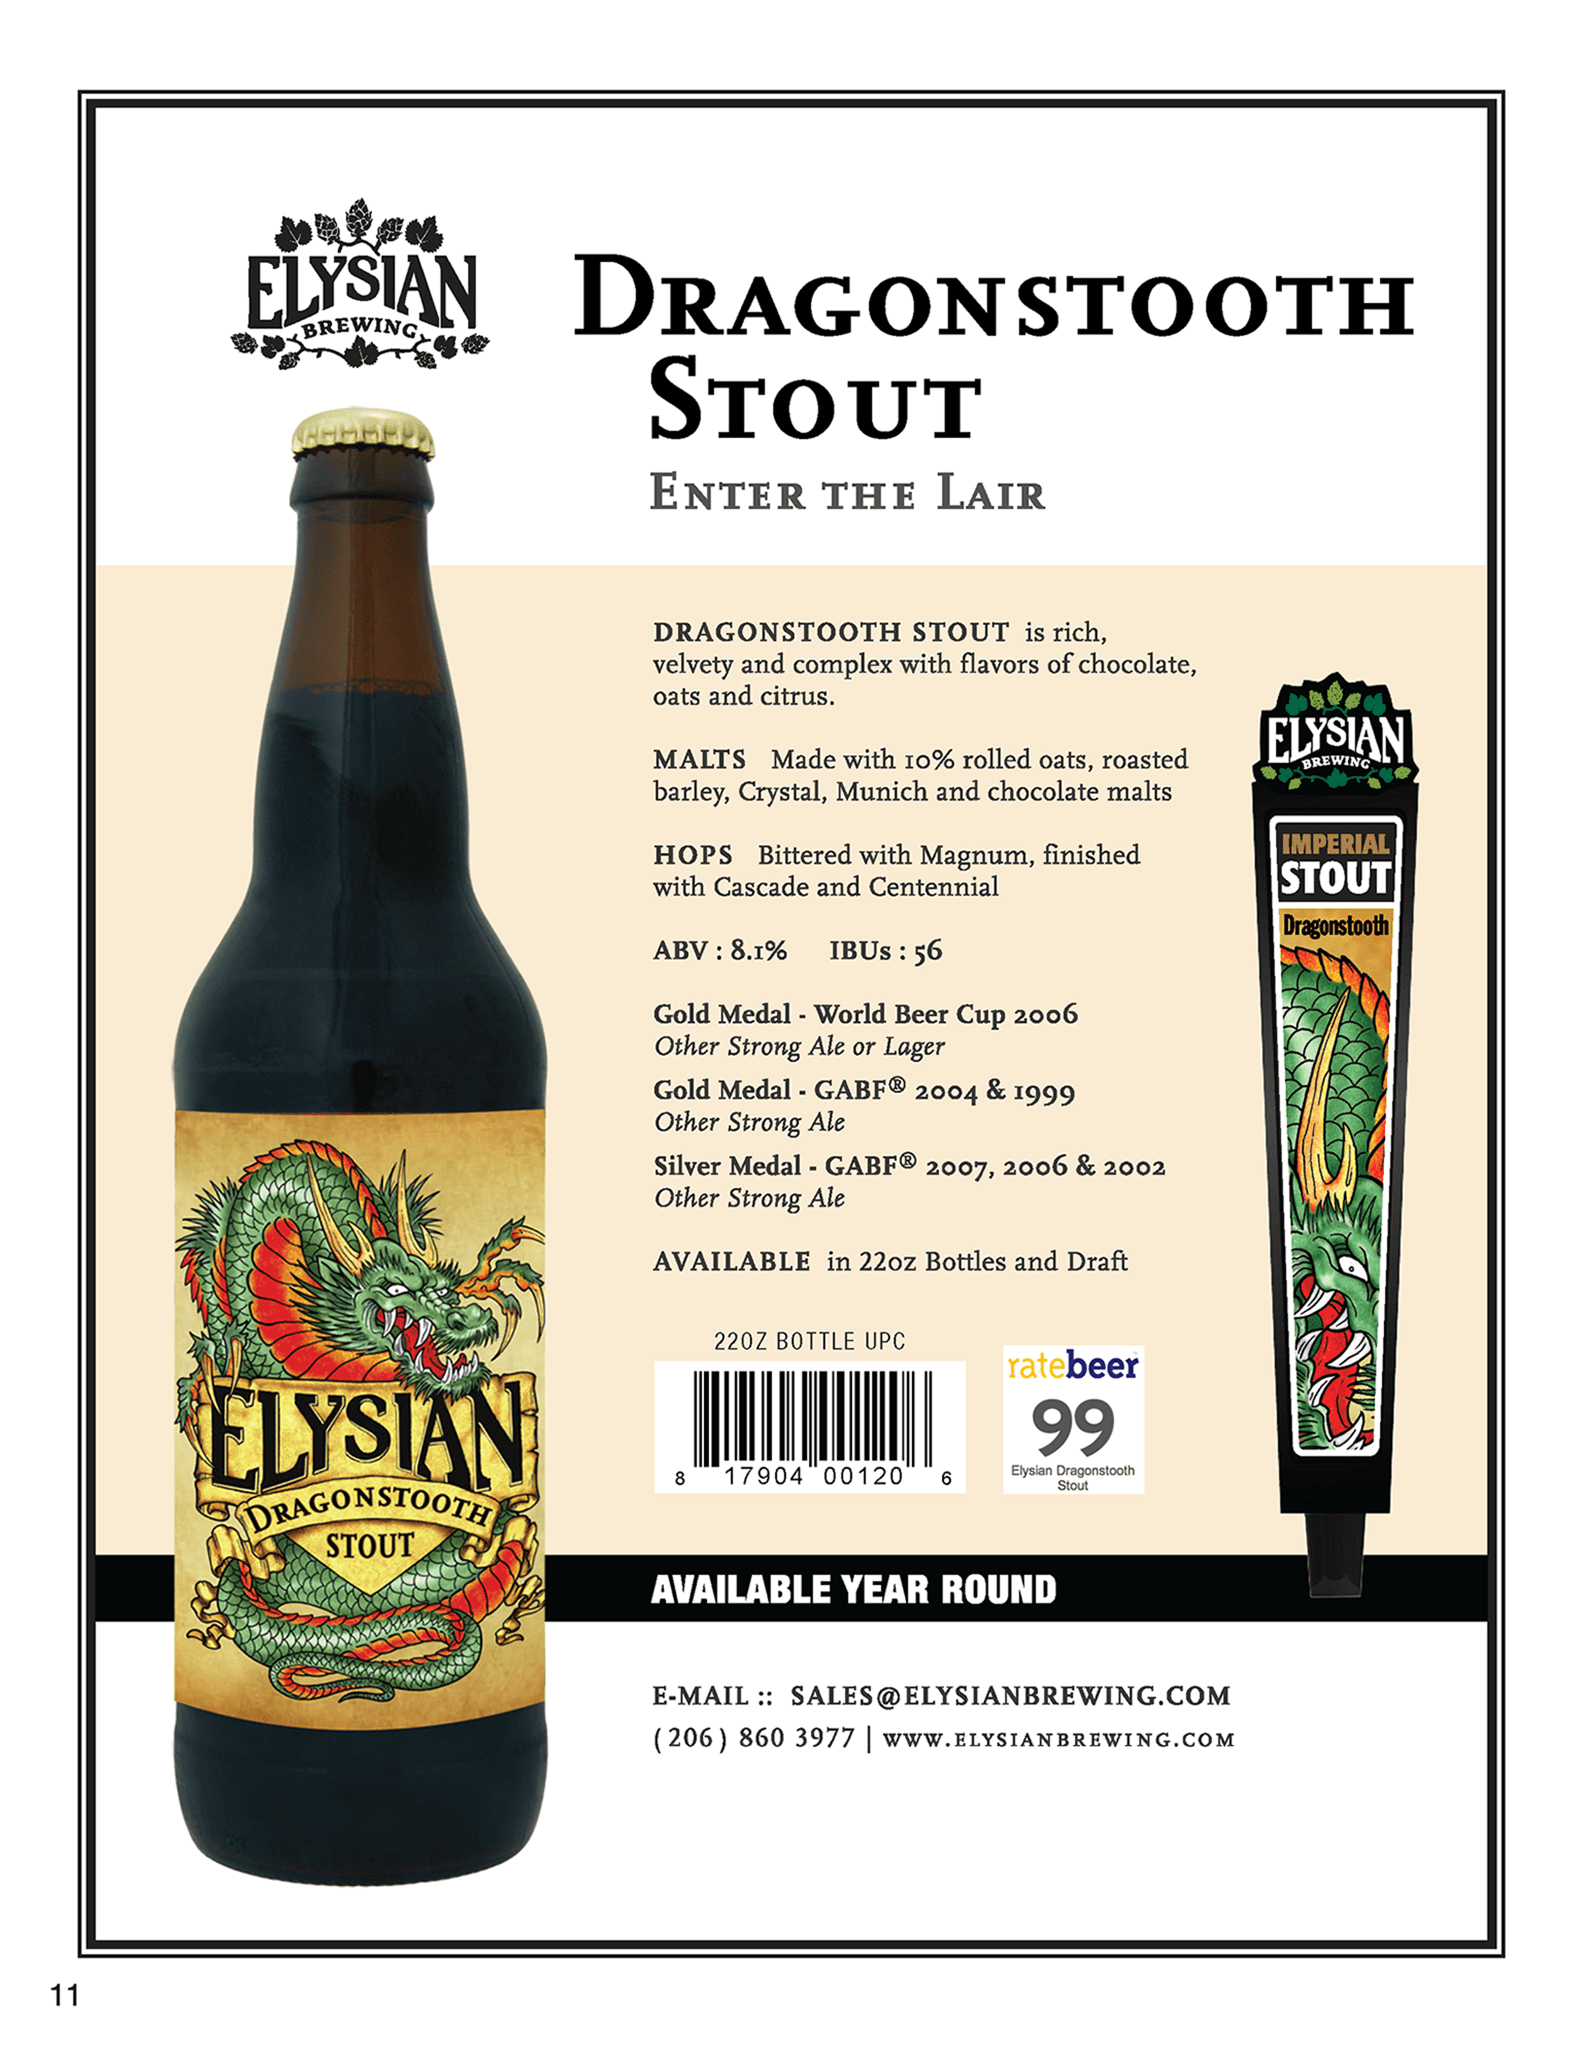 ELYSIAN
BREWING
DRAGONSTOOTH
STOUT
ENTER THE LAIR
DRAGONSTOOTH STOUT is rich,
velvety and complex with flavors of chocolate,
oats and citrus.
MALTS Made with 10% rolled oats, roasted
barley, Crystal, Munich and chocolate malts
HOPS Bittered with Magnum, finished
with Cascade and Centennial
ABV : 8.1% IBUs : 56
Gold Medal - World Beer Cup 2006
Other Strong Ale or Lager
Gold Medal - GABF® 2004 & 1999
Other Strong Ale
Silver Medal - GABF® 2007, 2006 & 2002
Other Strong Ale
AVAILABLE in 22oz Bottles and Draft
22OZ BOTTLE UPC
8 17904 00120 6
ratebeer
99
Elysian Dragonstooth
Stout
ELYSIAN
BREWING
IMPERIAL
STOUT
Dragonstooth
ELYSIAN
DRAGONSTOOTH
STOUT
AVAILABLE YEAR ROUND
E-MAIL :: SALES@ELYSIANBREWING.COM
(206) 860 3977 | WWW.ELYSIANBREWING.COM
11